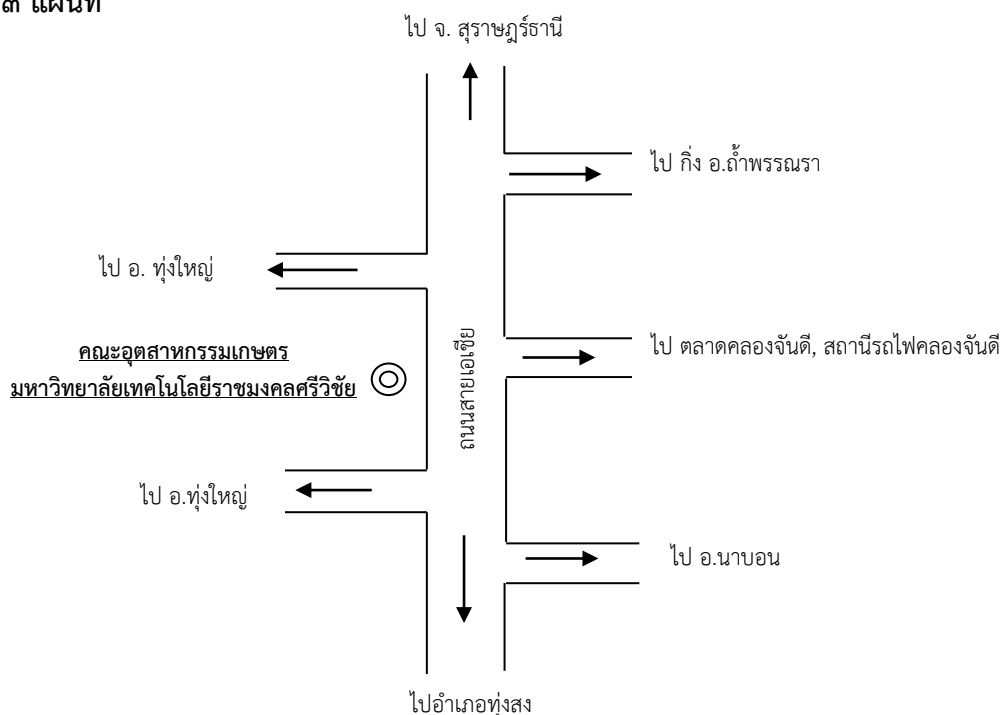 ๓ แผนที่
ไป จ. สุราษฎร์ธานี
ไป กิ่ง อ.ถ้ำพรรณรา
ไป อ. ทุ่งใหญ่
ถนนสายเอเชีย
ไป ตลาดคลองจันดี, สถานีรถไฟคลองจันดี
คณะอุตสาหกรรมเกษตร
มหาวิทยาลัยเทคโนโลยีราชมงคลศรีวิชัย
ไป อ.ทุ่งใหญ่
ไป อ.นาบอน
ไปอำเภอทุ่งสง